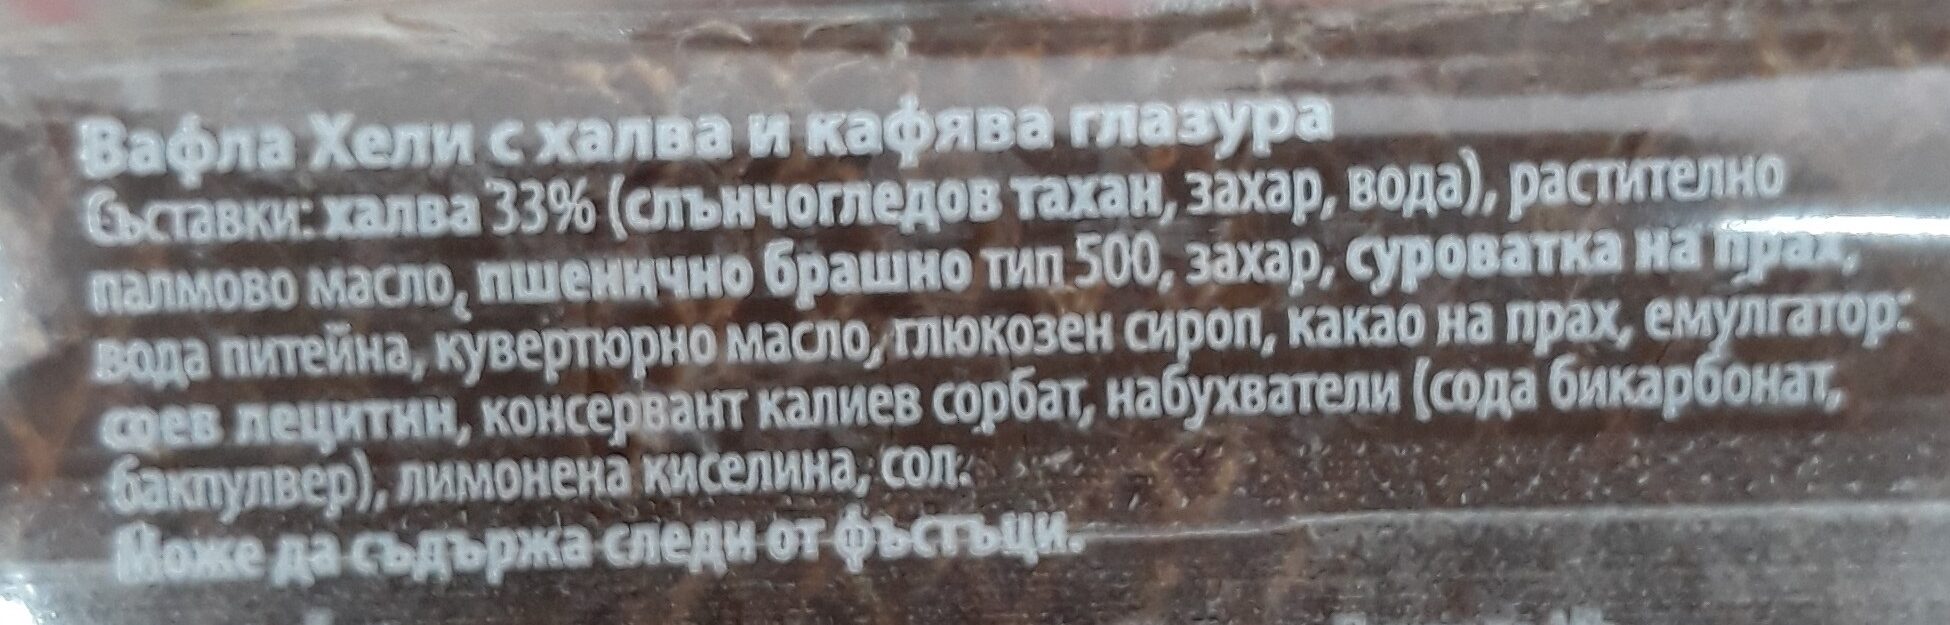 Вафла Хели с халва и кафява глазура
Съставки: халва 33% (слънчогледов тахан, захар, вода), растително
палмово масло, пшенично брашно тип 500, захар, суроватка на прах,
вода питейна, кувертюрно масло, глюкозен сироп, какао на прах, емулгатор:
соев лецитин, консервант калиев сорбат, набухватели (сода бикарбонат,
бакпулвер), лимонена киселина, сол.
Може да съдържа следи от фъстъци.